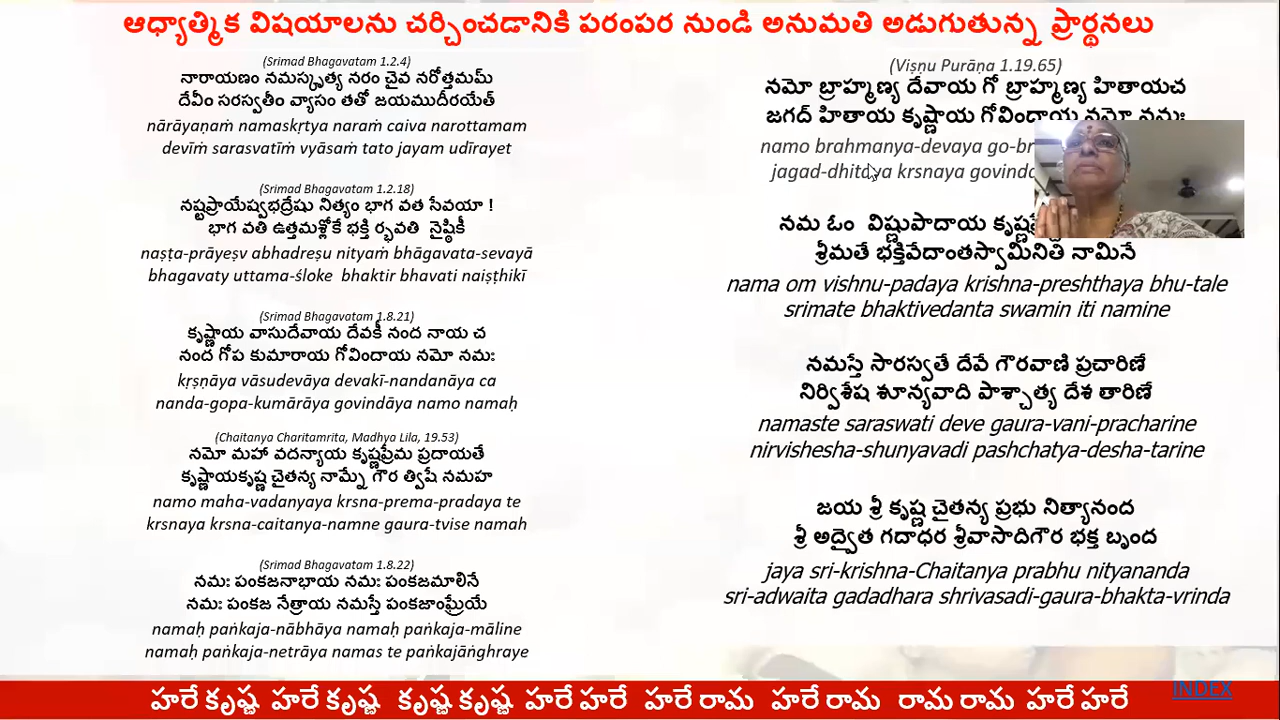 ఆధ్యాత్మిక విషయాలను చర్చించడానికి పరంపర నుండి అనుమతి అడుగుతున్న ప్రార్థనలు
(Srimad Bhagavatam 1.2.4)
నారాయణం నమస్కృత్య నరం చైవ నరోత్తమమ్
దేవీం సరస్వతీం వ్యాసం తతో జయముదీరయేత్
nārāyaṇaṁ namaskṛtya naraṁ caiva narottamam
devīṁ sarasvatīṁ vyāsaṁ tato jayam udīrayet
(Srimad Bhagavatam 1.2.18)
నష్టప్రాయేష్వభద్రేషు నిత్యం భాగ వత సేవయా !
భాగ వతి ఉత్తమశ్లోకే భక్తి ర్భవతి నైష్ఠికీ
naṣṭa-prāyeṣv abhadreṣu nityaṁ bhāgavata-sevayā
bhagavaty uttama-śloke bhaktir bhavati naiṣṭhikī
(Srimad Bhagavatam 1.8.21)
కృష్ణాయ వాసుదేవాయ దేవకీ నంద నాయ చ
నంద గోప కుమారాయ గోవిందాయ నమో నమః
kṛṣṇāya vāsudevāya devakī-nandanāya ca
nanda-gopa-kumārāya govindāya namo namaḥ
(Chaitanya Charitamrita, Madhya Lila, 19.53)
నమో మహా వదన్యాయ కృష్ణప్రేమ ప్రదాయతే
కృష్ణాయకృష్ణ చైతన్య నామ్నే గౌర త్విషే నమహ
namo maha-vadanyaya krsna-prema-pradaya te
krsnaya krsna-caitanya-namne gaura-tvise namah
(Srimad Bhagavatam 1.8.22)
నమః పంకజనాభాయ నమః పంకజమాలినే
నమః పంకజ నేత్రాయ నమస్తే పంకజాంఘ్రేయే
namaḥ paṅkaja-nābhāya namaḥ paṅkaja-māline
namaḥ paṅkaja-netrāya namas te pankajāṅghraye
(Viṣṇu Purāṇa 1.19.65)
నమో బ్రాహ్మణ్య దేవాయ గో బ్రాహ్మణ్య హితాయచ
జగద్ హితాయ కృష్ణాయ గోవిందాయ నమో నమః
namo brahmanya-devaya
jagad-dhitaya krsnaya
నమ ఓం విష్ణుపాదాయ
శ్రీమతే భక్తివేదాంతస్వామినితి నామినే
nama om vishnu-padaya krishna-preshthaya bhu-tale
srimate bhaktivedanta swamin iti namine
నమస్తే సారస్వతే దేవే గౌరవాణి ప్రచారిణే
నిర్విశేష శూన్యవాది పాశ్చాత్య దేశ తారిణే
namaste saraswati deve gaura-vani-pracharine
nirvishesha-shunyavadi pashchatya-desha-tarine
జయ శ్రీ కృష్ణ చైతన్య ప్రభు నిత్యానంద
శ్రీ అద్వైత గదాధర శ్రీవాసాదిగౌర భక్త బృంద
jaya sri-krishna-Chaitanya prabhu nityananda
sri-adwaita gadadhara shrivasadi-gaura-bhakta-vrinda
హరే కృష్ణ హరే కృష్ణ కృష్ణ కృష్ణ హరే హరే హరే రామ హరే రామ రామ రామ హరే హరే
INDEX